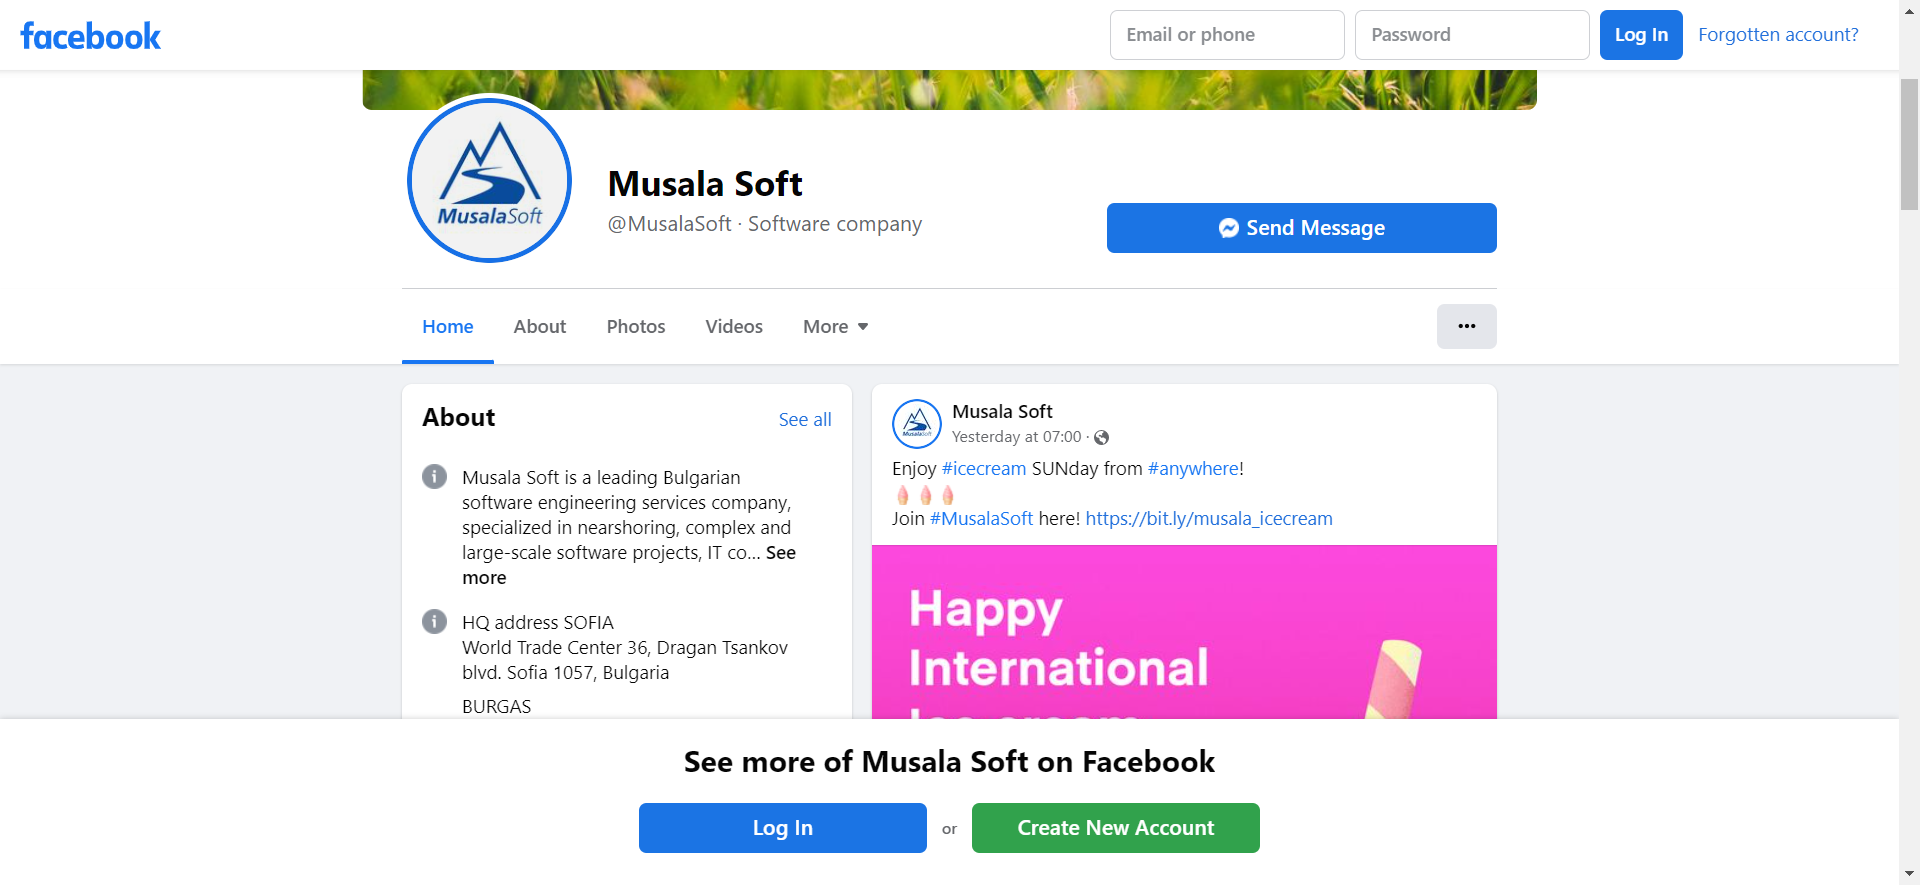 facebook
Email or phone
Password
Log In
Forgotten account?
MusalaSoft
Musala Soft
@MusalaSoft · Software company
Send Message
Home
About
Photos
Videos
More
About
See all
Musala Soft is a leading Bulgarian
software engineering services company,
specialized in nearshoring, complex and
large-scale software projects, IT co... See
more
HQ address SOFIA
World Trade Center 36, Dragan Tsankov
blvd. Sofia 1057, Bulgaria
BURGAS
MusalaSoft
Musala Soft
Yesterday at 07:00 ·
Enjoy #icecream SUNday from #anywhere!
Join #MusalaSoft here! https://bit.ly/musala_icecream
Happy
International
Ice cream
See more of Musala Soft on Facebook
Log In
or
Create New Account